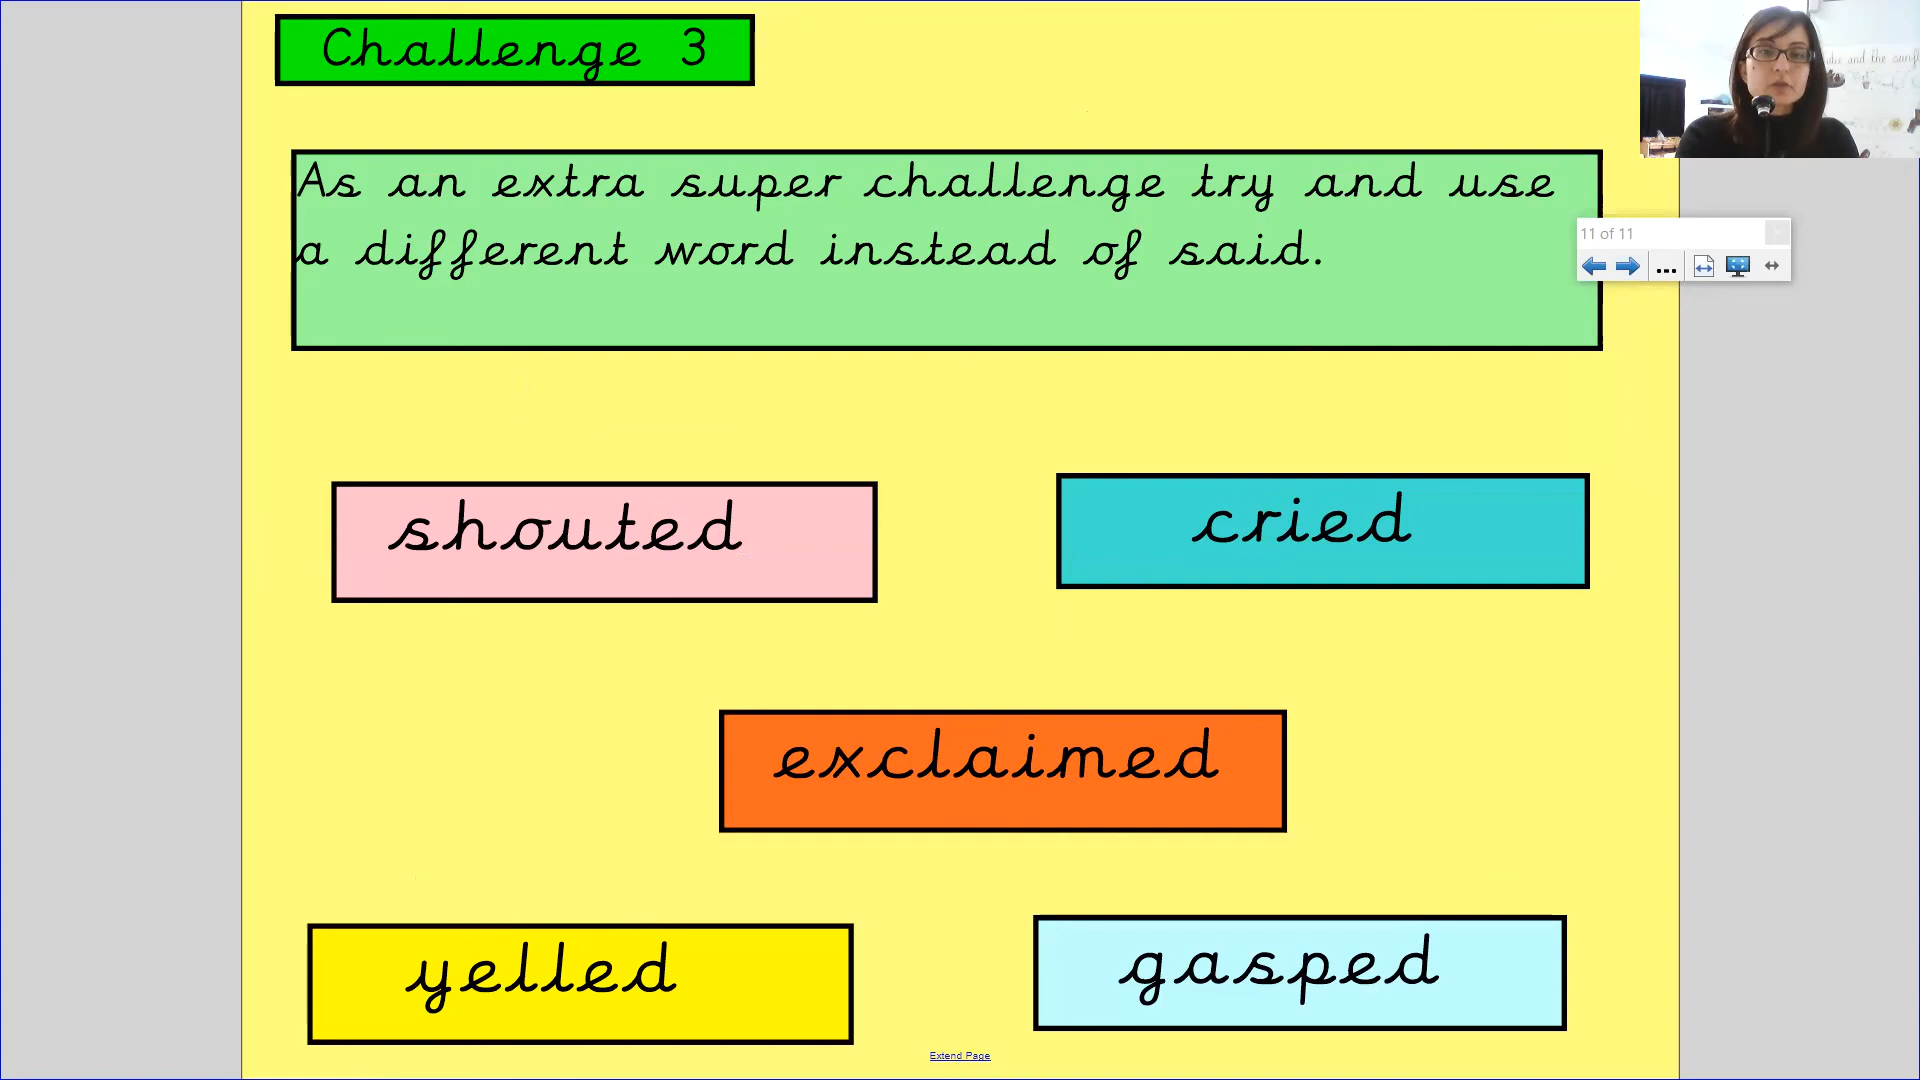 Challenge 3
As an extra super challenge try and use
a different word instead of said.
11 of 11
shouted
cried
exclaimed
yelled
gasped
Extend Page